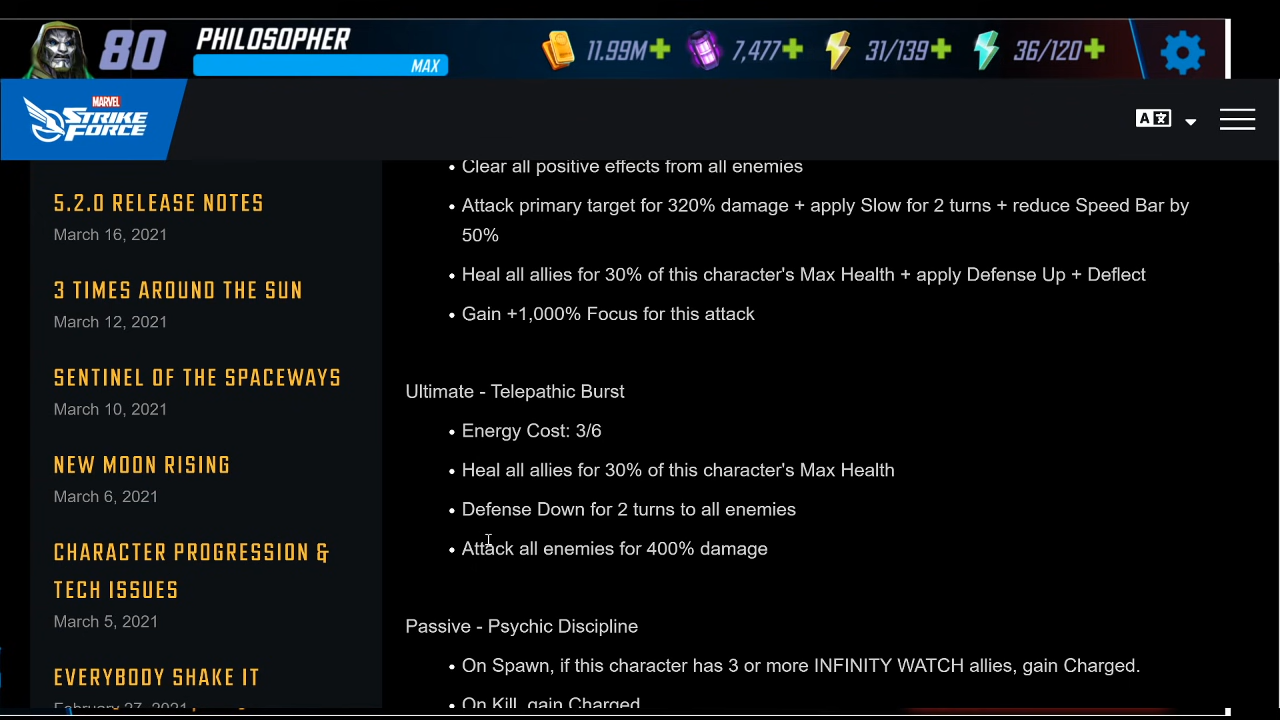 80
PHILOSOPHER
MAX
11.99M
7,477
31/139
36/120
MARVEL
STRIKE
FORCE
A
5.2.0 RELEASE NOTES
March 16, 2021
3 TIMES AROUND THE SUN
March 12, 2021
SENTINEL OF THE SPACEWAYS
March 10, 2021
NEW MOON RISING
March 6, 2021
CHARACTER PROGRESSION &
TECH ISSUES
March 5, 2021
EVERYBODY SHAKE IT
February 27, 2021
• Clear all positive effects from all enemies
• Attack primary target for 320% damage + apply Slow for 2 turns + reduce Speed Bar by
50%
• Heal all allies for 30% of this character's Max Health + apply Defense Up + Deflect
• Gain +1,000% Focus for this attack
Ultimate - Telepathic Burst
• Energy Cost: 3/6
• Heal all allies for 30% of this character's Max Health
• Defense Down for 2 turns to all enemies
• Attack all enemies for 400% damage
Passive - Psychic Discipline
• On Spawn, if this character has 3 or more INFINITY WATCH allies, gain Charged.
• On Kill, gain Charged